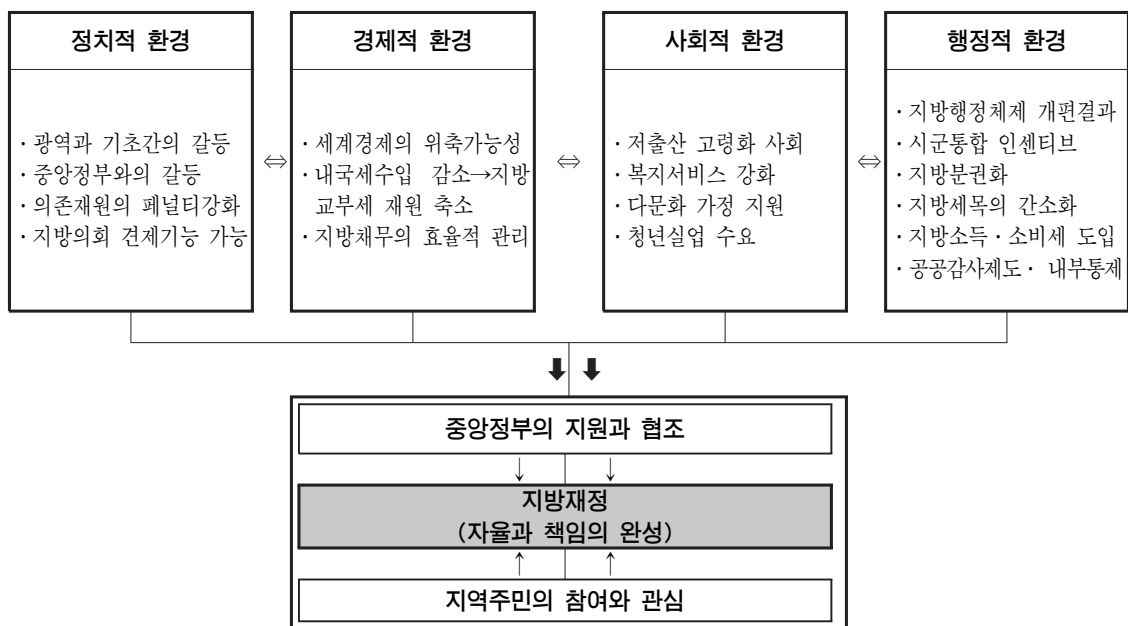 정치적 환경
· 광역과 기초간의 갈등
· 중앙정부와의 갈등
· 의존재원의 페널티강화
· 지방의회 견제기능 가능
⇔
경제적 환경
· 세계경제의 위축가능성
· 내국세수입 감소→지방
교부세 재원 축소
· 지방채무의 효율적 관리
⇔
사회적 환경
· 저출산 고령화 사회
· 복지서비스 강화
· 다문화 가정 지원
· 청년실업 수요
⇔
행정적 환경
· 지방행정체제 개편결과
· 시군통합 인센티브
· 지방분권화
· 지방세목의 간소화
· 지방소득 · 소비세 도입
· 공공감사제도 · 내부통제
중앙정부의 지원과 협조
지방재정
(자율과 책임의 완성)
지역주민의 참여와 관심